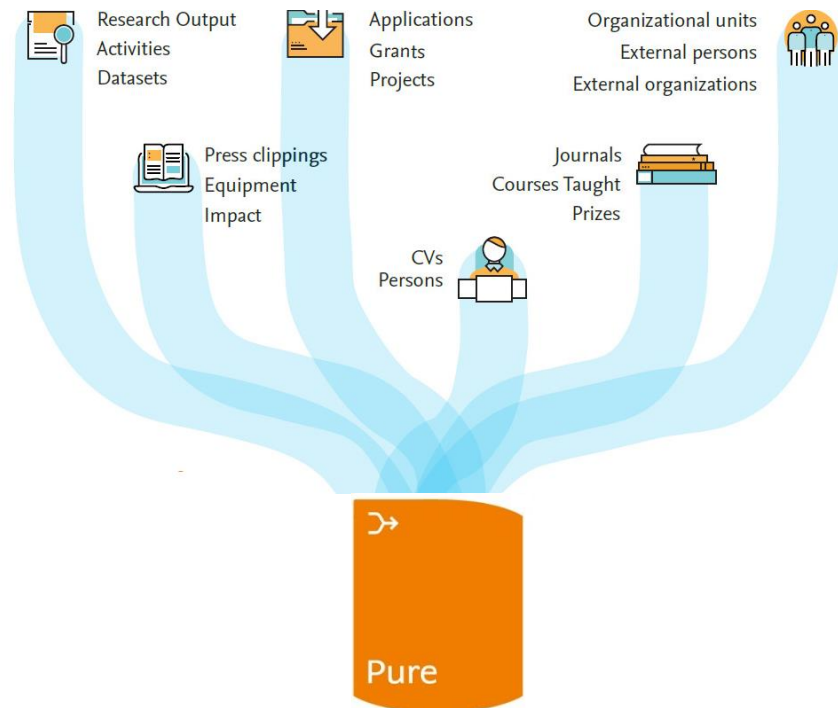 Research Output
Activities
Datasets
Applications
Grants
Projects
Organizational units
External persons
External organizations
Press clippings
Equipment
Impact
Journals
Courses Taught
Prizes
CVs
Persons
Pure